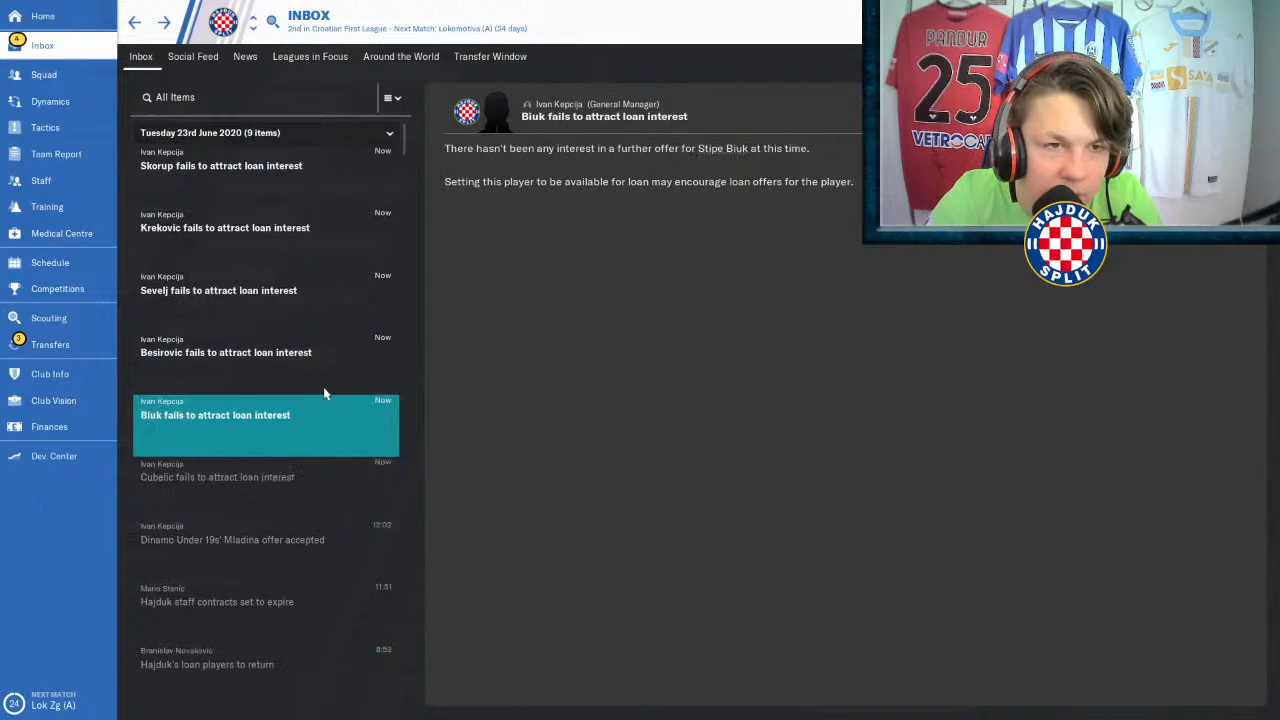 INBOX
2nd in Croatian First League - Next Match: Lokomotiva (A) (24 days)
Home
4
Inbox
Squad
Dynamics
Tactics
Team Report
Staff
Training
Medical Centre
Schedule
Competitions
Scouting
3
Transfers
Club Info
Club Vision
Finances
Dev. Center
24
NEXT MATCH
Lok Zg (A)
Inbox
Social Feed
News
Leagues in Focus
Around the World
Transfer Window
All Items
Tuesday 23rd June 2020 (9 items)
Ivan Kepcija
Now
Skorup fails to attract loan interest
Ivan Kepcija
Now
Krekovic fails to attract loan interest
Ivan Kepcija
Now
Sevelj fails to attract loan interest
Ivan Kepcija
Now
Besirovic fails to attract loan interest
Ivan Kepcija
Now
Biuk fails to attract loan interest
Ivan Kepcija
Now
Cubelic fails to attract loan interest
Ivan Kepcija
12:02
Dinamo Under 19s' Mladina offer accepted
Mario Stanic
11:51
Hajduk staff contracts set to expire
Branislav Novakovic
8:52
Hajduk's loan players to return
Ivan Kepcija (General Manager)
Biuk fails to attract loan interest
There hasn't been any interest in a further offer for Stipe Biuk at this time.
Setting this player to be available for loan may encourage loan offers for the player.
PANDUR
25
VETROCAR
SA'A
HAJDUK
SPLIT